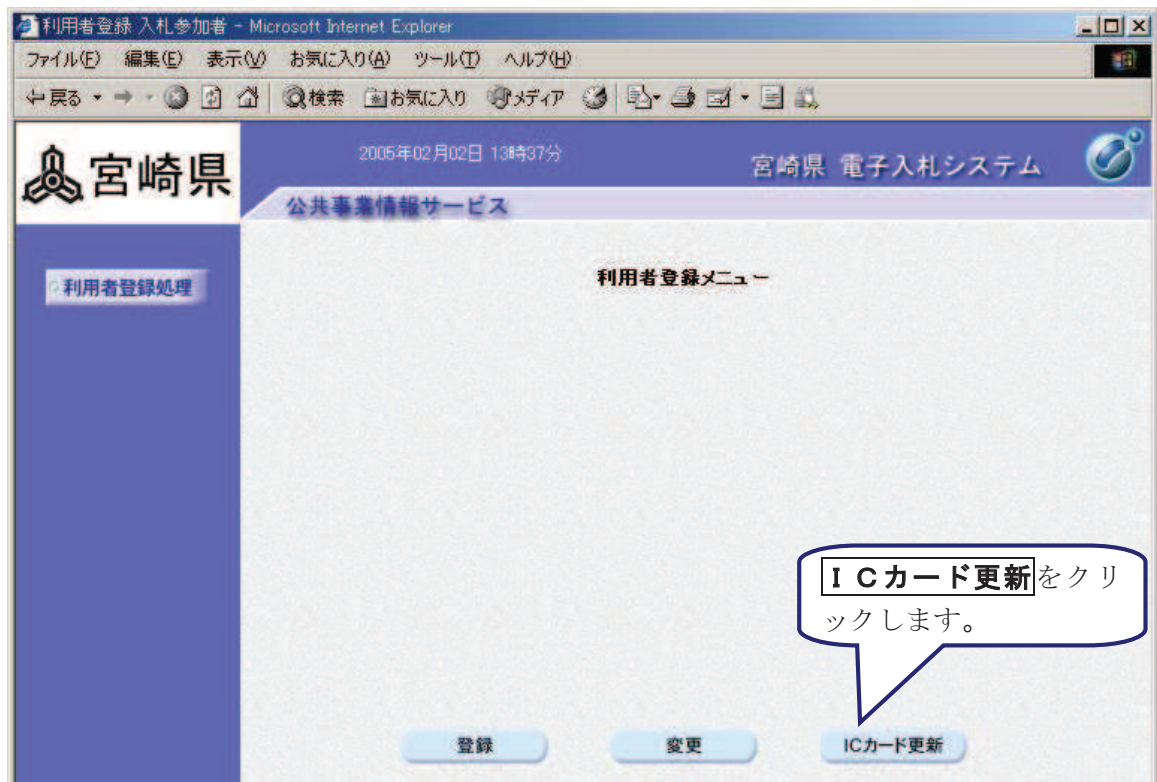 利用者登録 入札参加者 - Microsoft Internet Explorer
ファイル(F) 編集(E) 表示(V) お気に入り(A) ツール(T) ヘルプ(H)
戻る 検索 お気に入り メディア
宮崎県
2005年02月02日 13時37分
宮崎県 電子入札システム
公共事業情報サービス
利用者登録処理
利用者登録メニュー
ＩＣカード更新をクリ
ックします。
登録 変更 ICカード更新